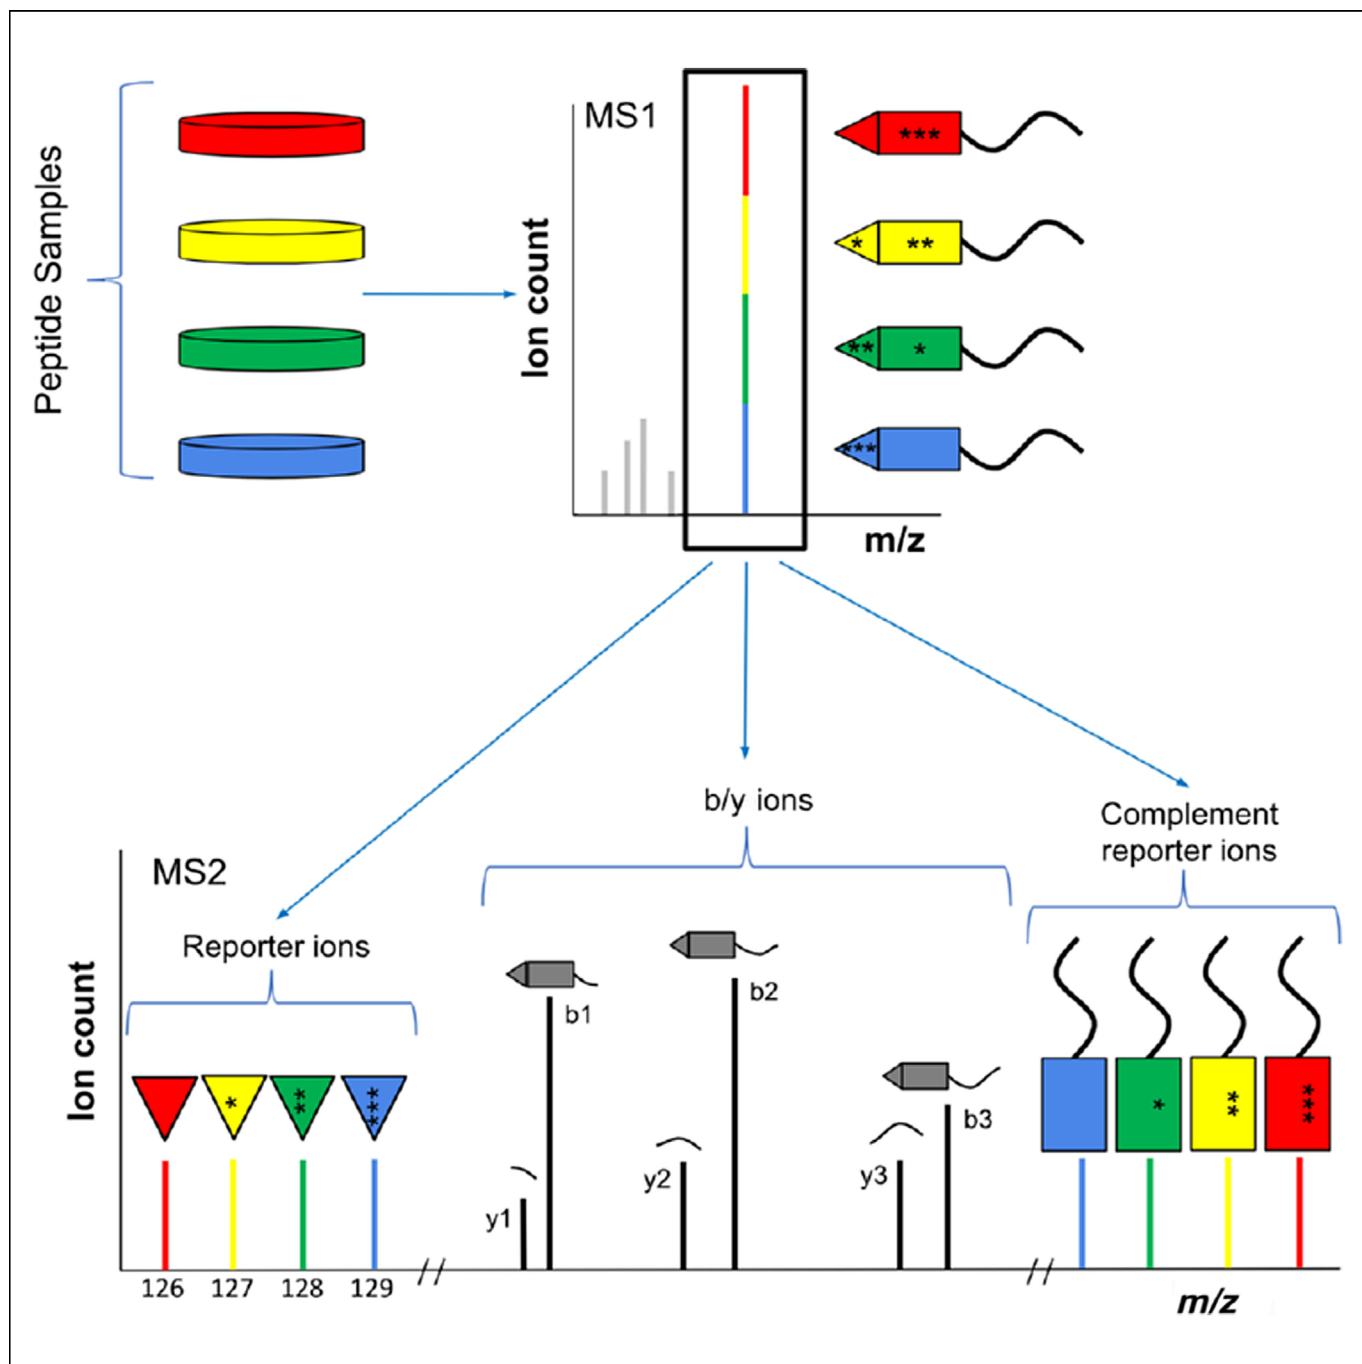 Peptide Samples
MS1
Ion count
***
*
**
**
*
***
m/z
b/y ions
Complement
reporter ions
MS2
Reporter ions
Ion count
*
**
***
b1
b2
b3
y1
y2
y3
*
**
***
126 127 128 129
m/z